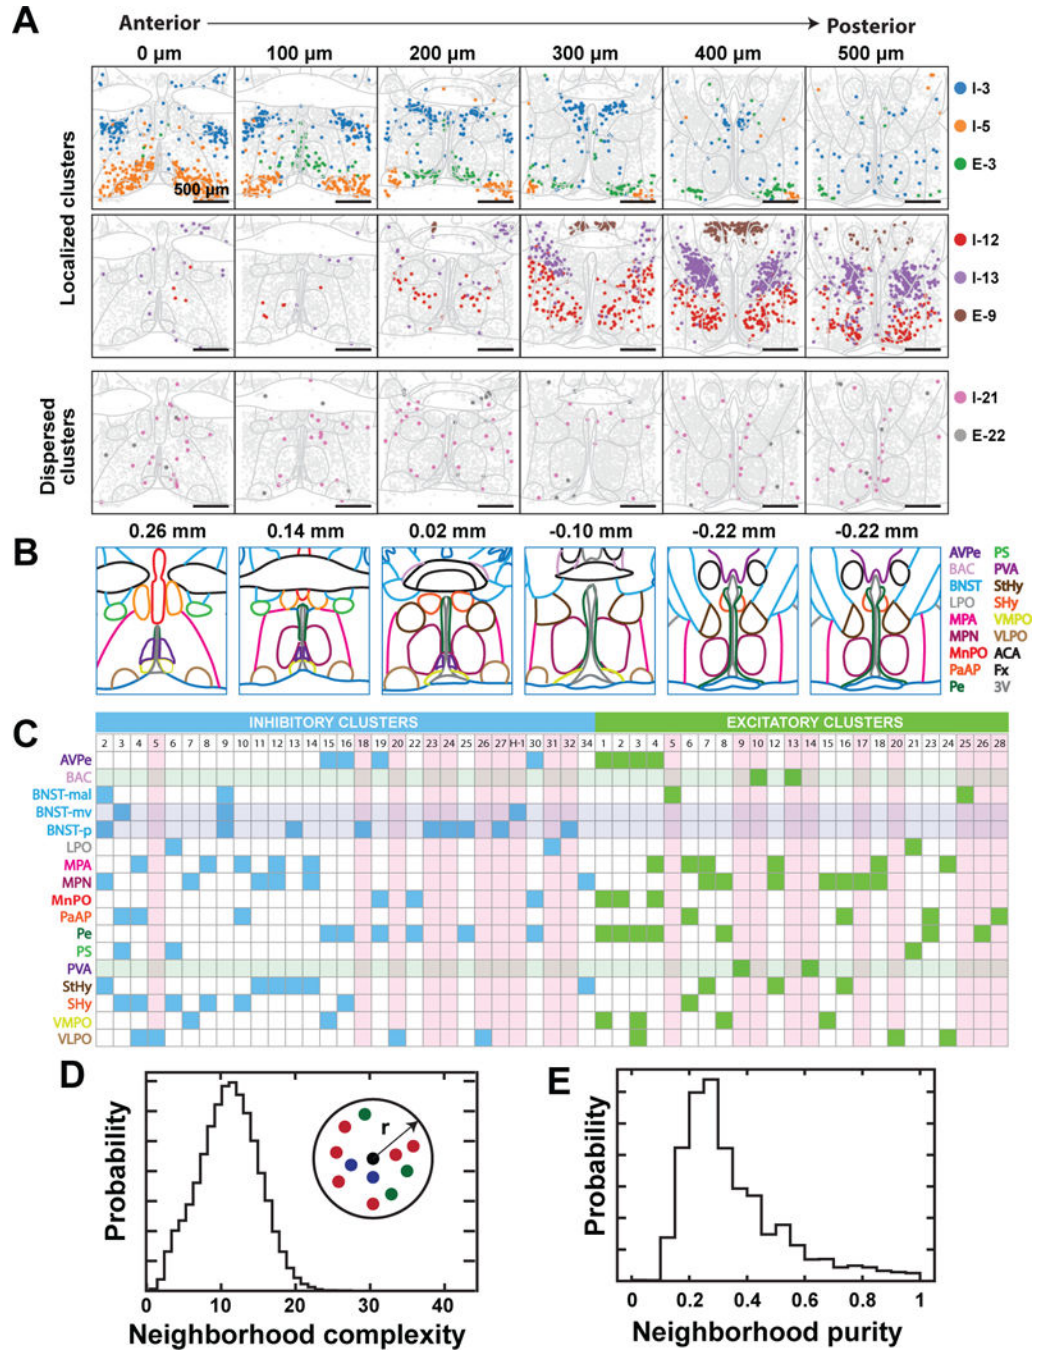 A
Anterior
Posterior
0 µm 100 µm 200 µm 300 µm 400 µm 500 µm
Localized clusters
500 µm
I-3
I-5
E-3
I-12
I-13
E-9
Dispersed clusters
I-21
E-22
B
0.26 mm 0.14 mm 0.02 mm -0.10 mm -0.22 mm -0.22 mm
AVPe PS
BAC PVA
BNST StHy
LPO SHy
MPA VMPO
MPN VLPO
MnPO ACA
PaAP Fx
Pe 3V
C
INHIBITORY CLUSTERS EXCITATORY CLUSTERS
2 3 4 5 6 7 8 9 10 11 12 13 14 15 16 18 19 20 22 23 24 25 26 27 H-1 30 31 32 34 1 2 3 4 5 6 7 8 9 10 12 13 14 15 16 17 18 20 21 23 24 25 26 28
AVPe
BAC
BNST-mal
BNST-mv
BNST-p
LPO
MPA
MPN
MnPO
PaAP
Pe
PS
PVA
StHy
SHy
VMPO
VLPO
D
Probability
r
0 10 20 30 40
Neighborhood complexity
E
Probability
0 0.2 0.4 0.6 0.8 1
Neighborhood purity